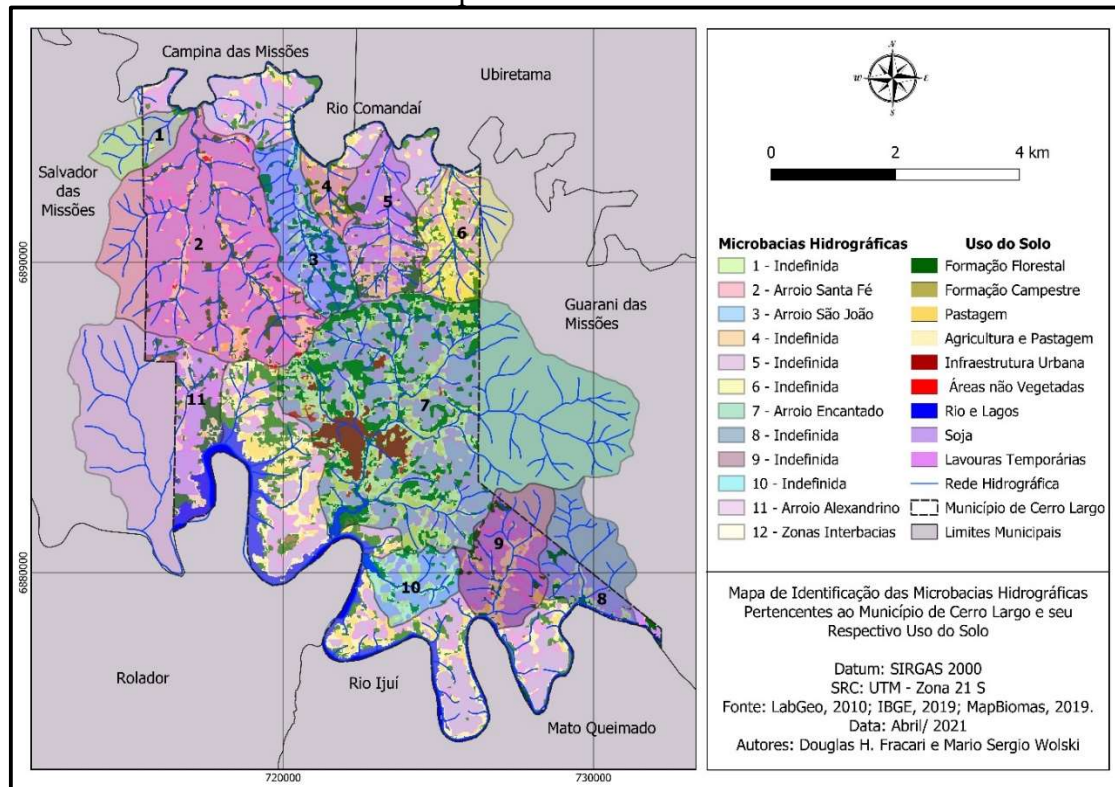 Campina das Missões
Ubiretama
Rio Comandaí
Salvador
das
Missões
Guarani das
Missões
Rolador
Rio Ijuí
Mato Queimado
1
2
3
4
5
6
7
8
9
10
11
6890000
6880000
720000
730000
N
W
E
S
0 2 4 km
Microbacias Hidrográficas
1 - Indefinida
2 - Arroio Santa Fé
3 - Arroio São João
4 - Indefinida
5 - Indefinida
6 - Indefinida
7 - Arroio Encantado
8 - Indefinida
9 - Indefinida
10 - Indefinida
11 - Arroio Alexandrino
12 - Zonas Interbacias
Uso do Solo
Formação Florestal
Formação Campestre
Pastagem
Agricultura e Pastagem
Infraestrutura Urbana
Áreas não Vegetadas
Rio e Lagos
Soja
Lavouras Temporárias
Rede Hidrográfica
Município de Cerro Largo
Limites Municipais
Mapa de Identificação das Microbacias Hidrográficas
Pertencentes ao Município de Cerro Largo e seu
Respectivo Uso do Solo
Datum: SIRGAS 2000
SRC: UTM - Zona 21 S
Fonte: LabGeo, 2010; IBGE, 2019; MapBiomas, 2019.
Data: Abril/ 2021
Autores: Douglas H. Fracari e Mario Sergio Wolski